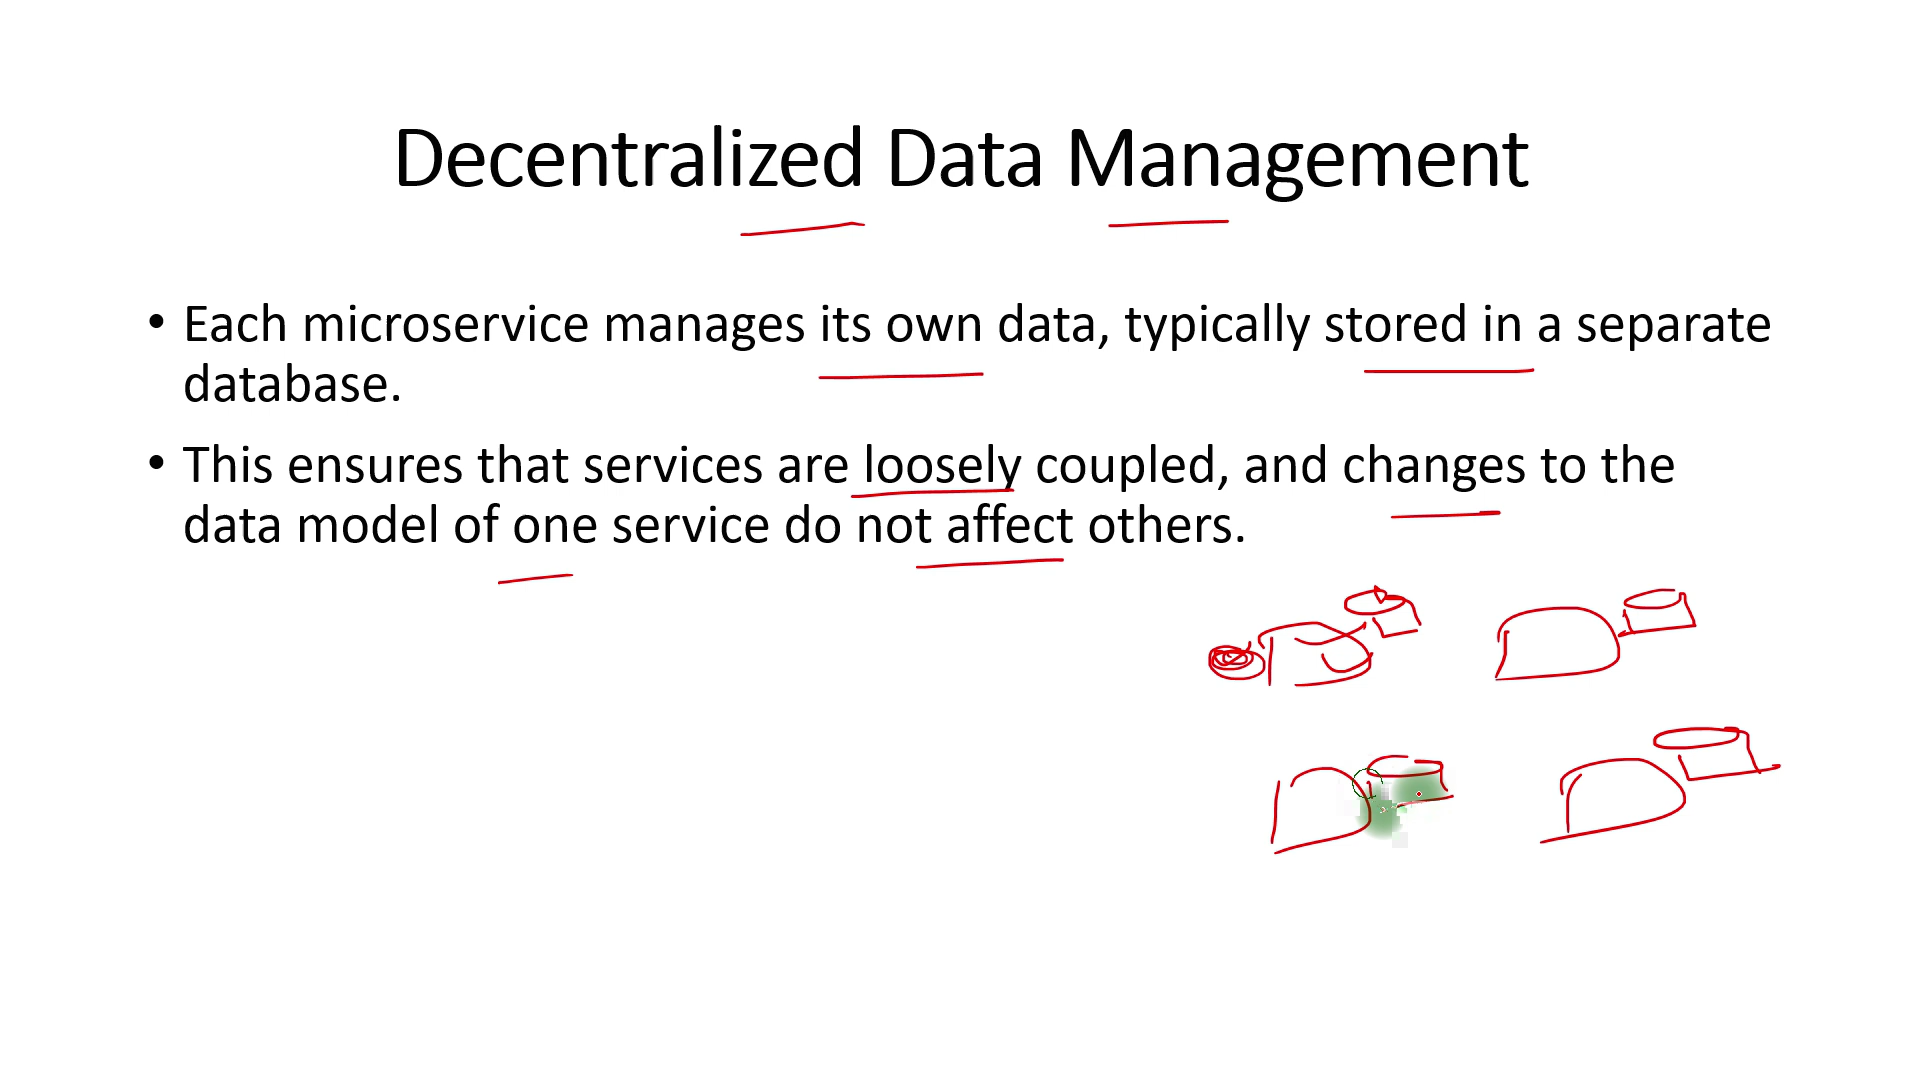 Decentralized Data Management
• Each microservice manages its own data, typically stored in a separate
database.
• This ensures that services are loosely coupled, and changes to the
data model of one service do not affect others.